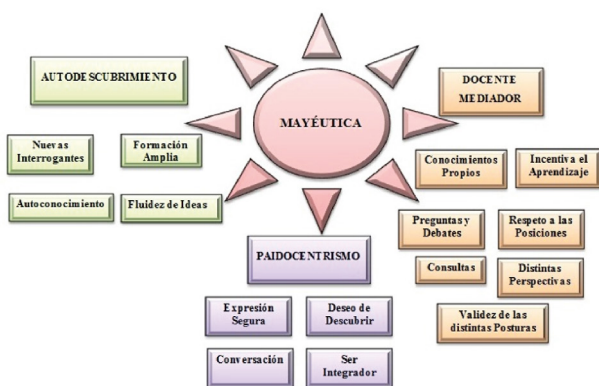 AUTODESCUBRIMIENTO
Nuevas
Interrogantes
Formación
Amplia
Autoconocimiento
Fluidez de Ideas
MAYÉUTICA
DOCENTE
MEDIADOR
Conocimientos
Propios
Incentiva el
Aprendizaje
Preguntas y
Debates
Respeto a las
Posiciones
Consultas
Distintas
Perspectivas
Validez de las
distintas Posturas
PAIDOCENTRISMO
Expresión
Segura
Deseo de
Descubrir
Conversación
Ser
Integrador